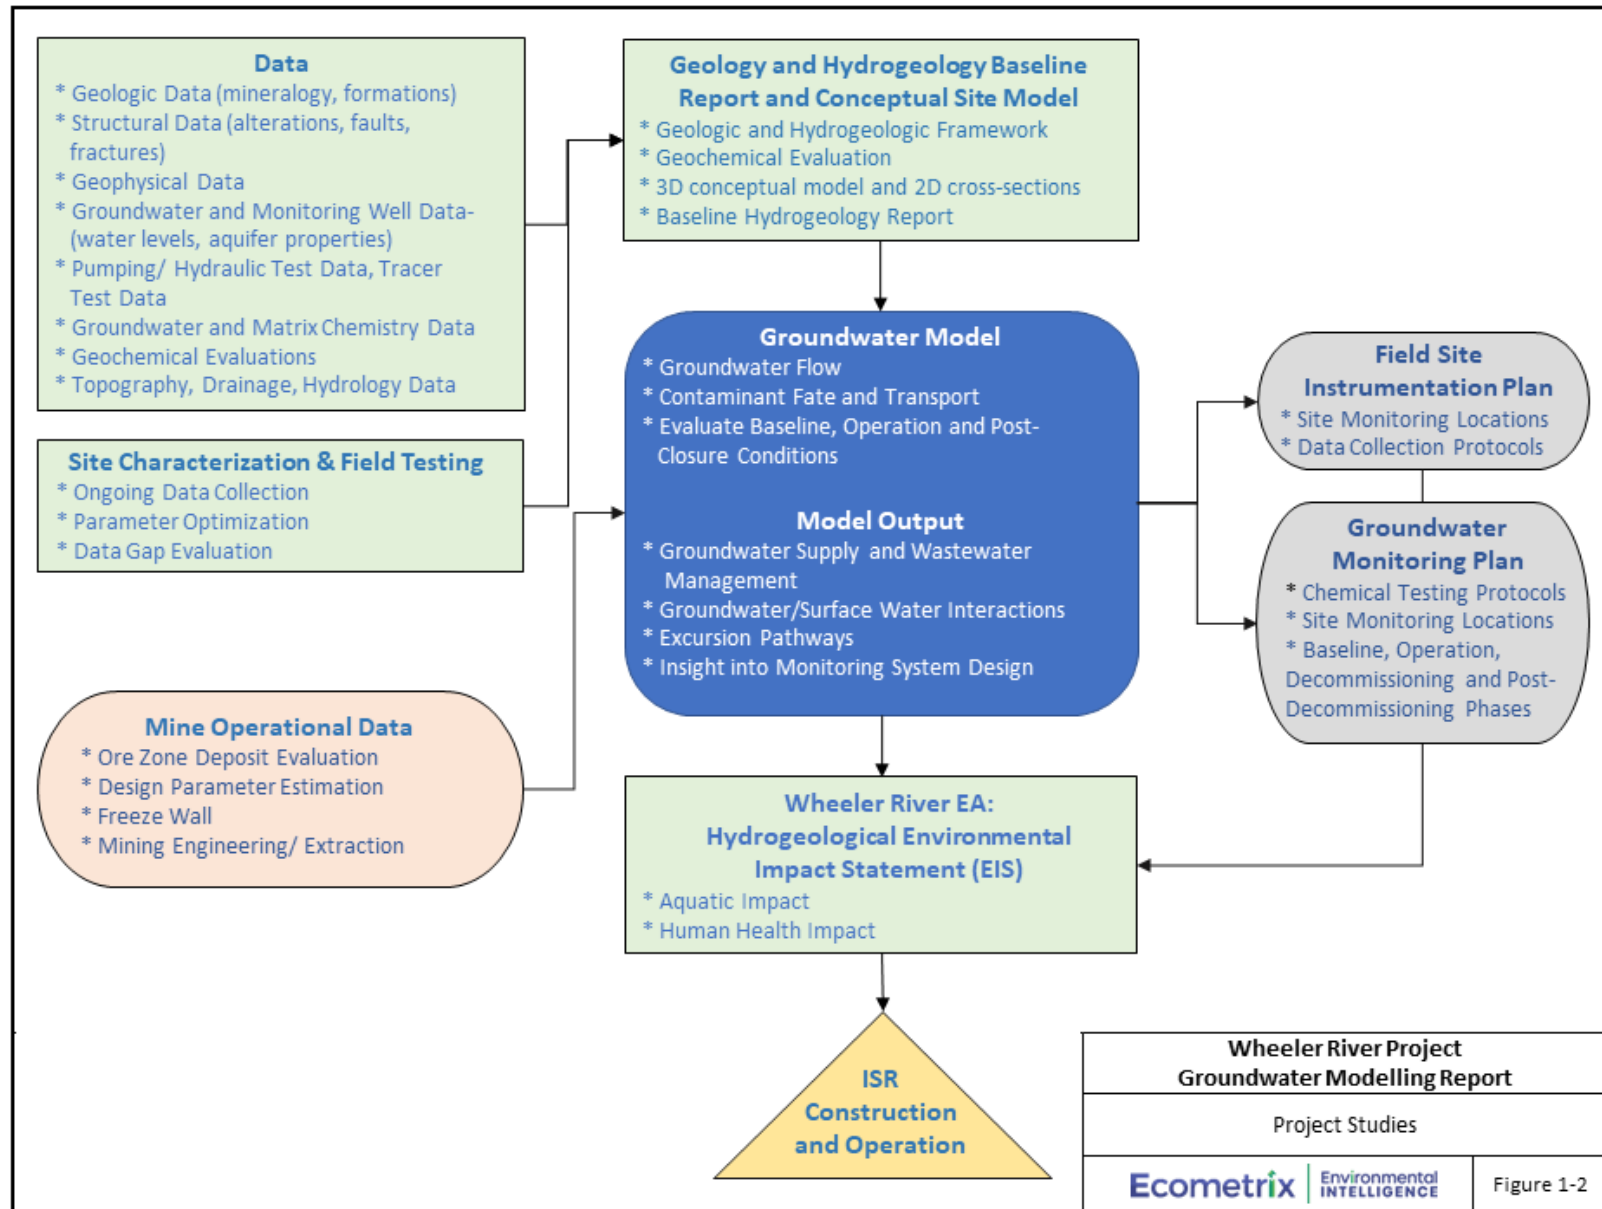 Data
* Geologic Data (mineralogy, formations)
* Structural Data (alterations, faults,
fractures)
* Geophysical Data
* Groundwater and Monitoring Well Data-
(water levels, aquifer properties)
* Pumping/ Hydraulic Test Data, Tracer
Test Data
* Groundwater and Matrix Chemistry Data
* Geochemical Evaluations
* Topography, Drainage, Hydrology Data
Site Characterization & Field Testing
* Ongoing Data Collection
* Parameter Optimization
* Data Gap Evaluation
Mine Operational Data
* Ore Zone Deposit Evaluation
* Design Parameter Estimation
* Freeze Wall
* Mining Engineering/ Extraction
Geology and Hydrogeology Baseline
Report and Conceptual Site Model
* Geologic and Hydrogeologic Framework
* Geochemical Evaluation
* 3D conceptual model and 2D cross-sections
* Baseline Hydrogeology Report
Groundwater Model
* Groundwater Flow
* Contaminant Fate and Transport
* Evaluate Baseline, Operation and Post-
Closure Conditions
Model Output
* Groundwater Supply and Wastewater
Management
* Groundwater/Surface Water Interactions
* Excursion Pathways
* Insight into Monitoring System Design
Field Site
Instrumentation Plan
* Site Monitoring Locations
* Data Collection Protocols
Groundwater
Monitoring Plan
* Chemical Testing Protocols
* Site Monitoring Locations
* Baseline, Operation,
Decommissioning and Post-
Decommissioning Phases
Wheeler River EA:
Hydrogeological Environmental
Impact Statement (EIS)
* Aquatic Impact
* Human Health Impact
ISR
Construction
and Operation
Wheeler River Project
Groundwater Modelling Report
Project Studies
Ecometrix
Environmental
INTELLIGENCE
Figure 1-2